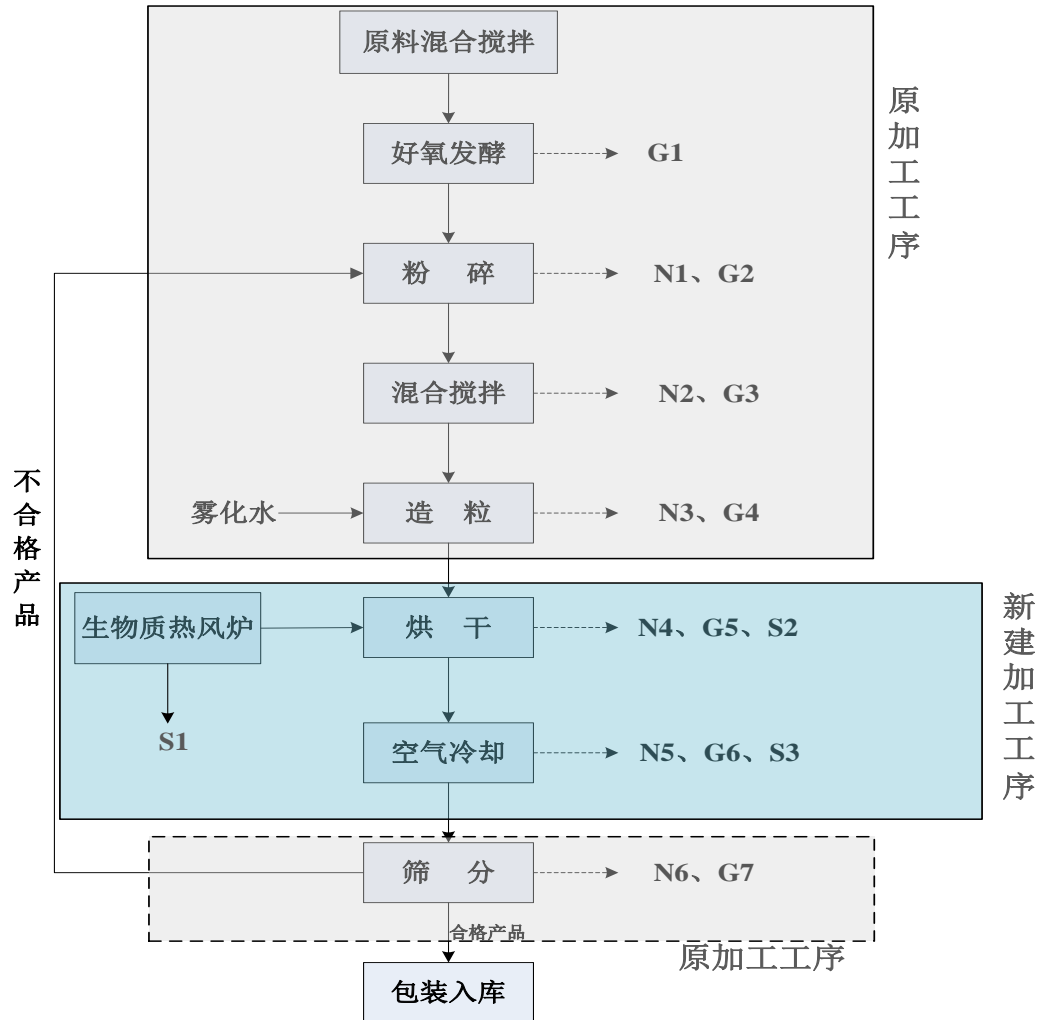 原料混合搅拌
好氧发酵
G1
原加工工序
粉 碎
N1、G2
混合搅拌
N2、G3
不合格产品
雾化水
造 粒
N3、G4
生物质热风炉
烘 干
N4、G5、S2
新建加工工序
S1
空气冷却
N5、G6、S3
筛 分
N6、G7
合格产品
原加工工序
包装入库